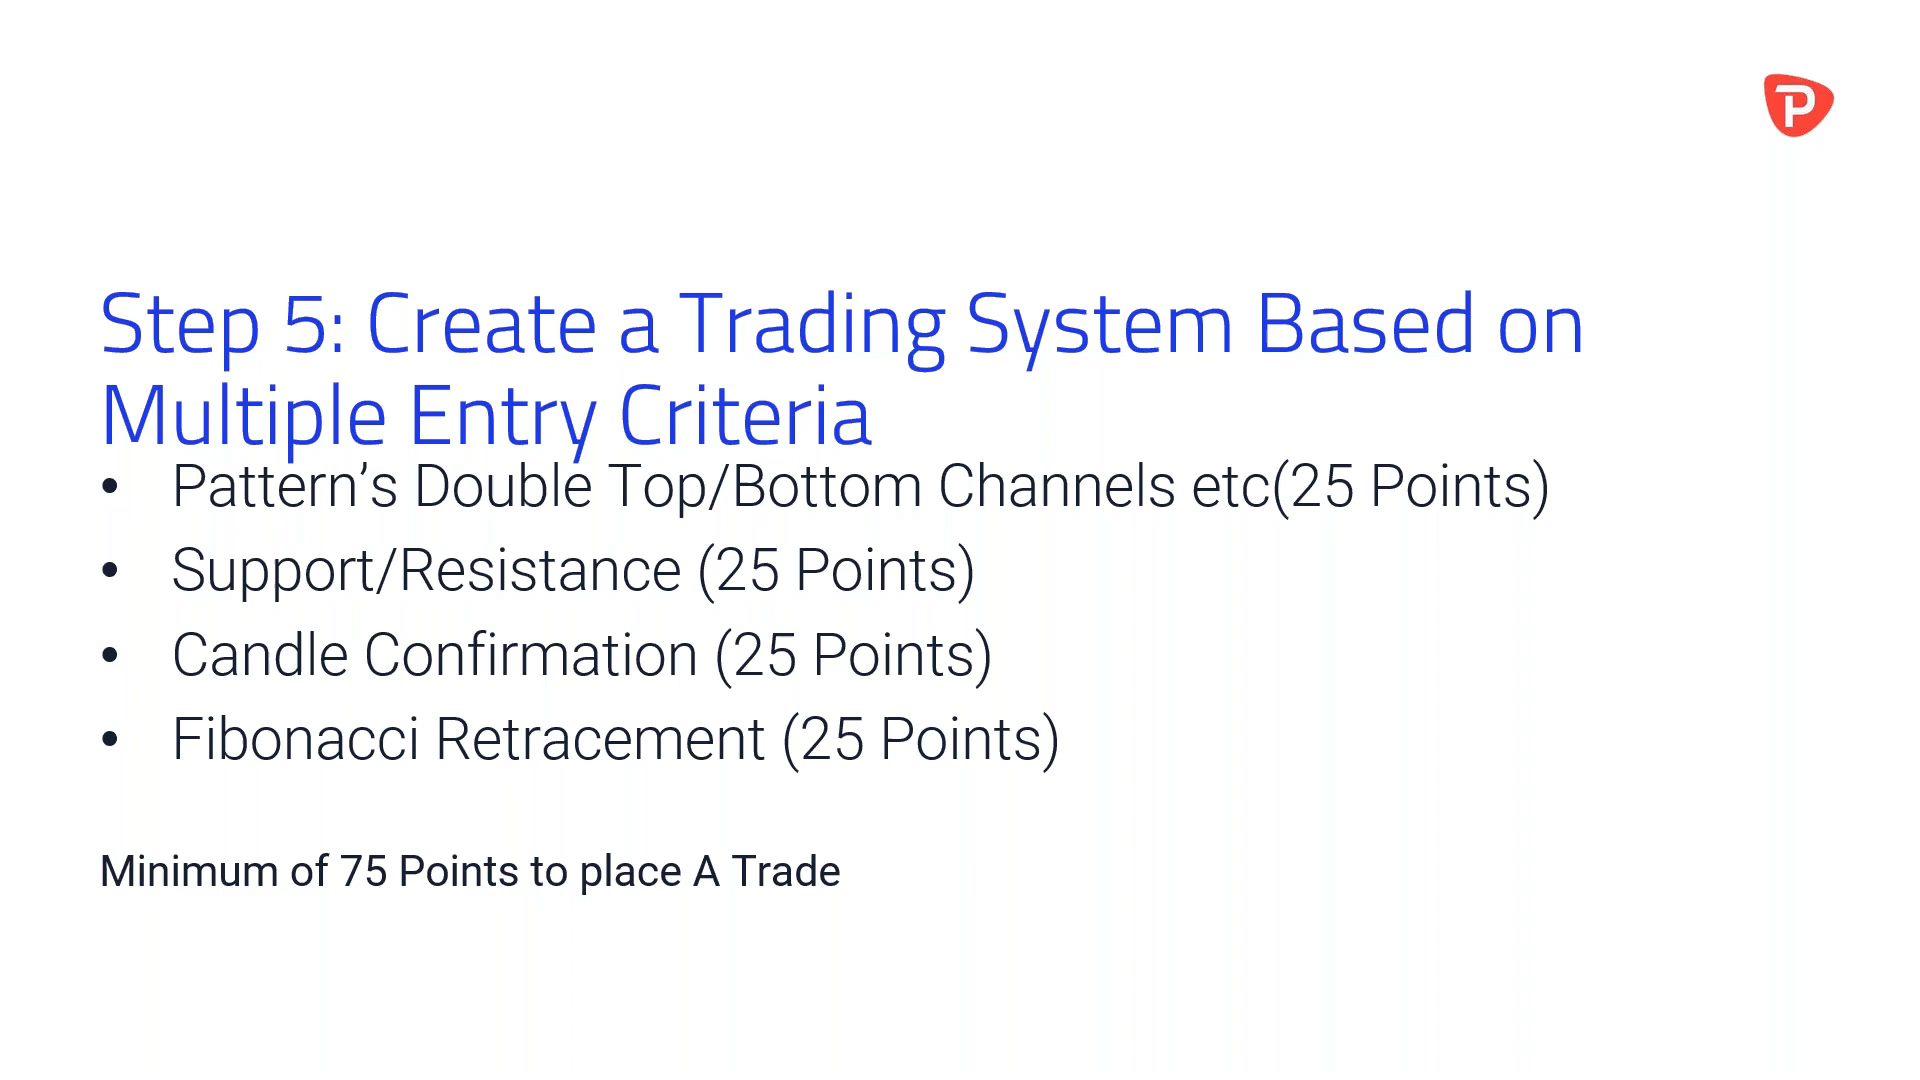 P
Step 5: Create a Trading System Based on
Multiple Entry Criteria
• Pattern’s Double Top/Bottom Channels etc(25 Points)
• Support/Resistance (25 Points)
• Candle Confirmation (25 Points)
• Fibonacci Retracement (25 Points)
Minimum of 75 Points to place A Trade